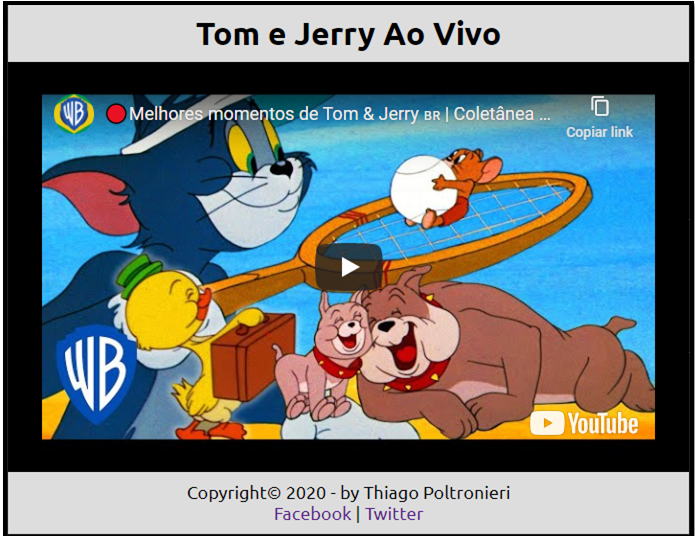 Tom e Jerry Ao Vivo
WB
🔴Melhores momentos de Tom & Jerry BR | Coletânea ...
Copiar link
WB
YouTube
Copyright© 2020 - by Thiago Poltronieri
Facebook | Twitter